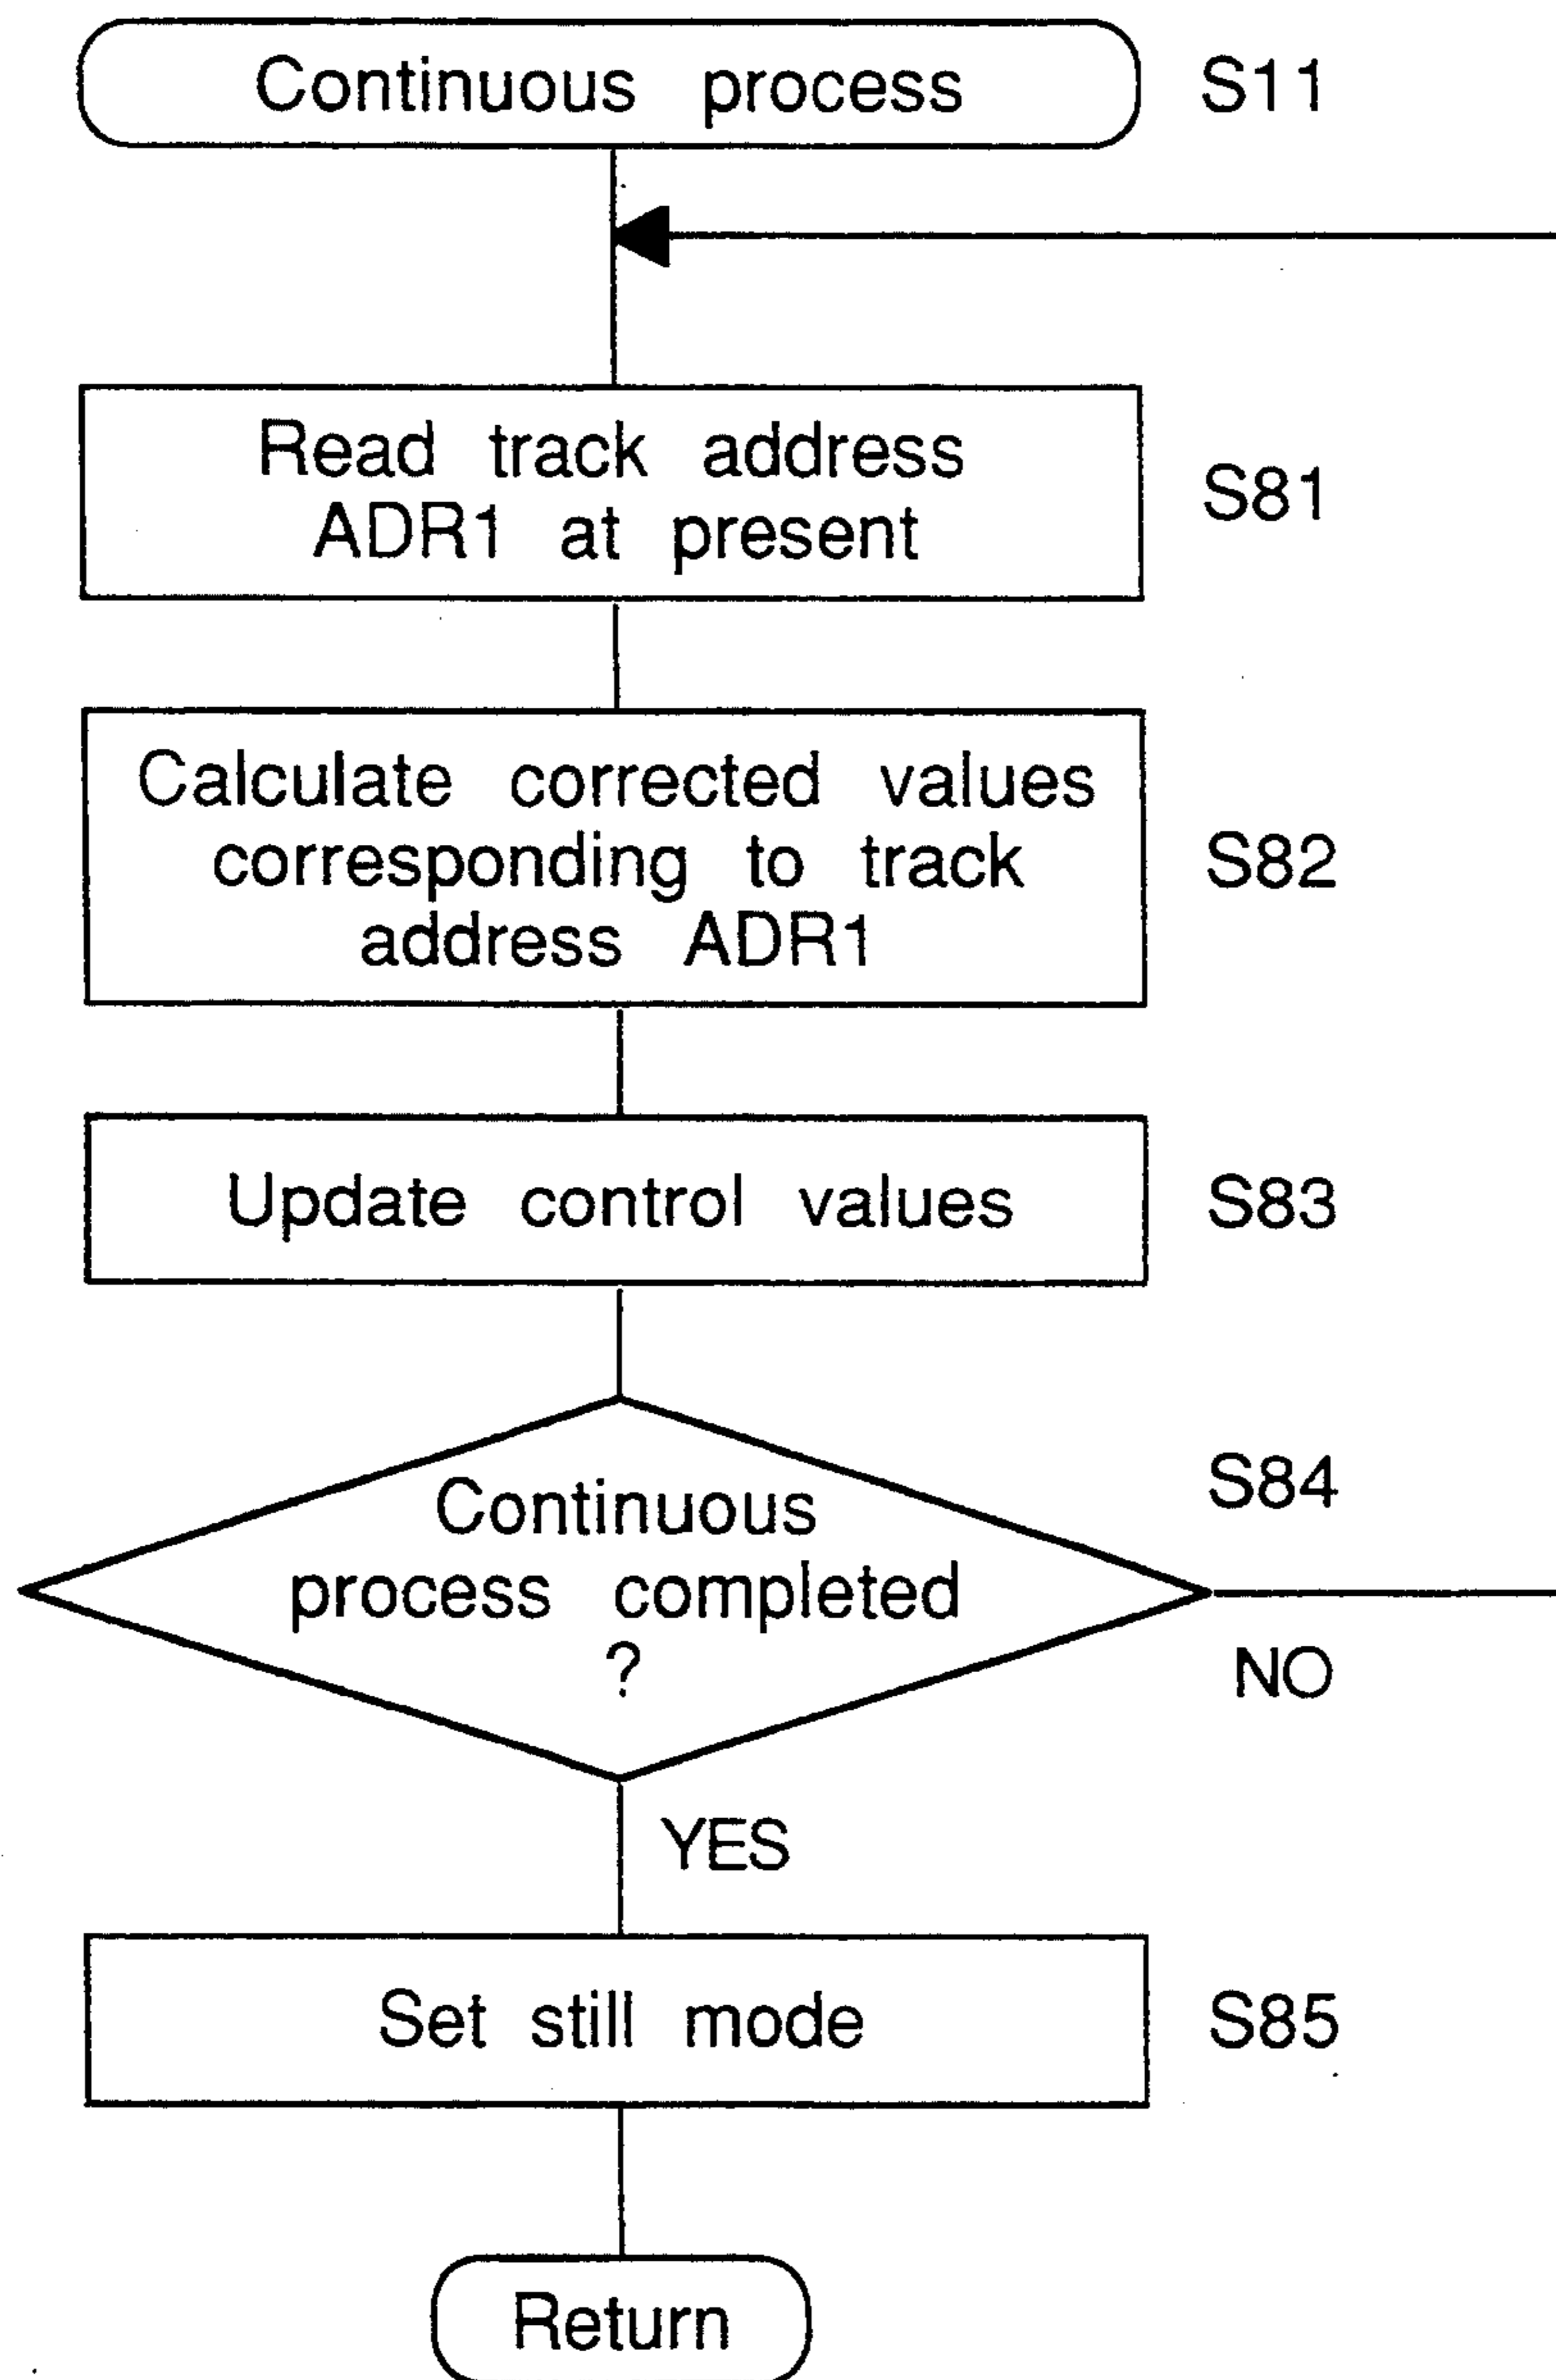 Continuous process
S11
Read track address
ADR1 at present
S81
Calculate corrected values
corresponding to track
address ADR1
S82
Update control values
S83
Continuous
process completed
?
S84
NO
YES
Set still mode
S85
Return